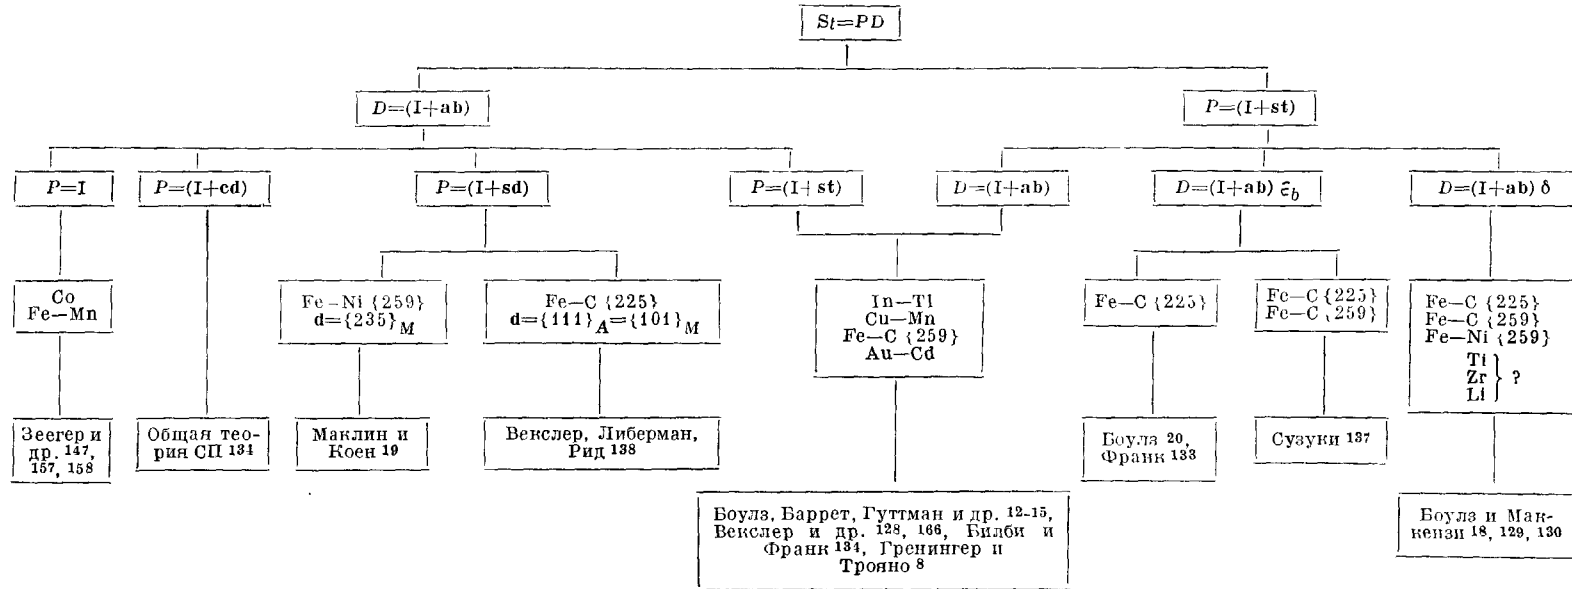 St=PD
D=(I+ab)
P=(I+st)
P=I
P=(I+cd)
P=(I+sd)
P=(I+st)
D=(I+ab)
D=(I+ab) ε̂_b
D=(I+ab) δ
Co
Fe—Mn
Fe—Ni {259}
d={235}_M
Fe—C {225}
d={111}_A={101}_M
In—Tl
Cu—Mn
Fe—C {259}
Au—Cd
Fe—C {225}
Fe—C {225}
Fe—C {259}
Fe—C {225}
Fe—C {259}
Fe—Ni {259}
Ti
Zr } ?
Li
Зеегер и
др. 147,
157, 158
Общая тео-
рия СП 134
Маклин и
Коен 19
Векслер, Либерман,
Рид 138
Боулз 20,
Франк 133
Сузуки 137
Боулз, Баррет, Гуттман и др. 12-15,
Векслер и др. 128, 166, Билби и
Франк 134, Гренингер и
Трояно 8
Боулз и Мак-
кензи 18, 129, 130